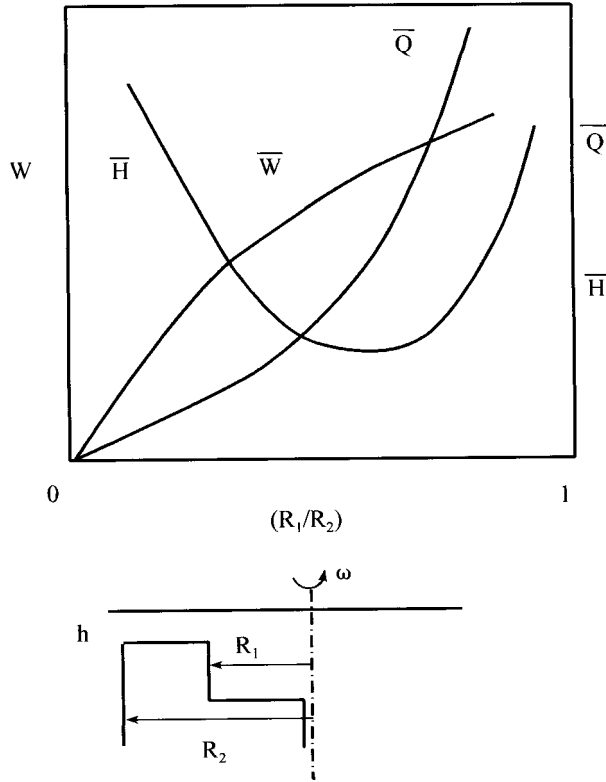 Q̅
W
H̅
W̅
Q̅
H̅
0
1
(R₁/R₂)
ω
h
R₁
R₂